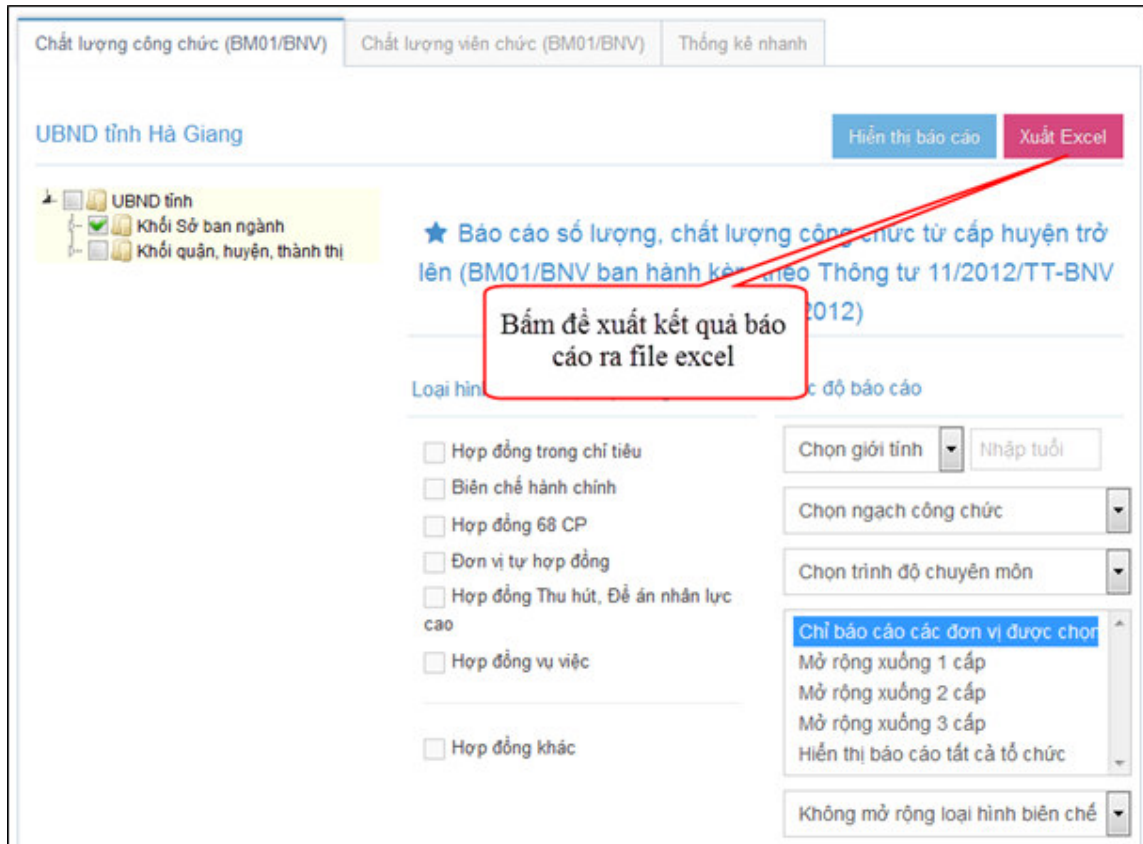 Chất lượng công chức (BM01/BNV) Chất lượng viên chức (BM01/BNV) Thống kê nhanh
UBND tỉnh Hà Giang Hiển thị báo cáo Xuất Excel
UBND tỉnh
Khối Sở ban ngành
Khối quận, huyện, thành thị
Báo cáo số lượng, chất lượng công chức từ cấp huyện trở
lên (BM01/BNV ban hành kèm theo Thông tư 11/2012/TT-BNV
2012)
Bấm để xuất kết quả báo
cáo ra file excel
Loại hìn
độ báo cáo
Hợp đồng trong chỉ tiêu
Biên chế hành chính
Hợp đồng 68 CP
Đơn vị tự hợp đồng
Hợp đồng Thu hút, Đề án nhân lực
cao
Hợp đồng vụ việc
Hợp đồng khác
Chọn giới tính Nhập tuổi
Chọn ngạch công chức
Chọn trình độ chuyên môn
Chỉ báo cáo các đơn vị được chọn
Mở rộng xuống 1 cấp
Mở rộng xuống 2 cấp
Mở rộng xuống 3 cấp
Hiển thị báo cáo tất cả tổ chức
Không mở rộng loại hình biên chế